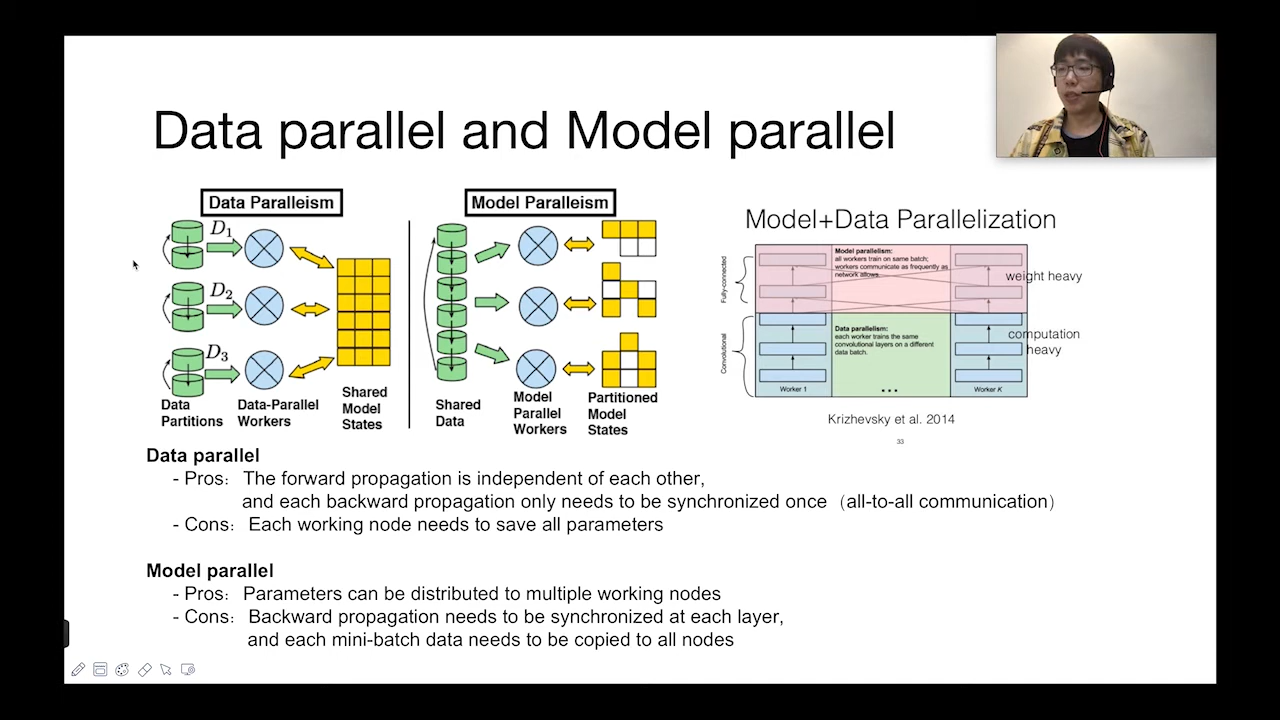 Data parallel and Model parallel
Data Paralleism
D1
D2
D3
Data
Partitions
Data-Parallel
Workers
Shared
Model
States
Model Paralleism
Shared
Data
Model
Parallel
Workers
Partitioned
Model
States
Model+Data Parallelization
Fully-connected
Convolutional
Model parallelism:
all workers train on same batch;
workers communicate as frequently as
network allows.
weight heavy
Data parallelism:
each worker trains the same
convolutional layers on a different
data batch.
computation
heavy
Worker 1
...
Worker K
Krizhevsky et al. 2014
33
Data parallel
- Pros： The forward propagation is independent of each other,
and each backward propagation only needs to be synchronized once（all-to-all communication）
- Cons： Each working node needs to save all parameters
Model parallel
- Pros： Parameters can be distributed to multiple working nodes
- Cons： Backward propagation needs to be synchronized at each layer,
and each mini-batch data needs to be copied to all nodes